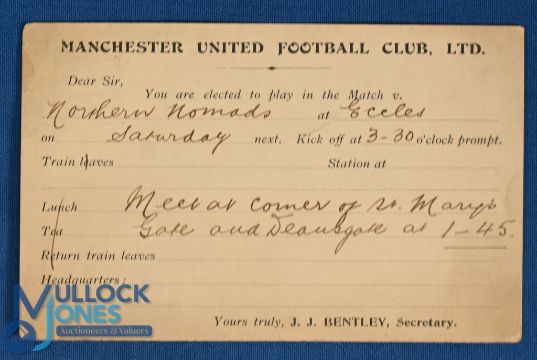 MANCHESTER UNITED FOOTBALL CLUB, LTD.
Dear Sir,
You are elected to play in the Match v.
Northern Nomads at Eccles
on Saturday next. Kick off at 3-30 o'clock prompt.
Train leaves Station at
Lunch Meet at corner of St. Mary's
Tea Gate and Deansgate at 1-45.
Return train leaves
Headquarters:
MULLOCK
JONES
Auctioneers & Valuers
Yours truly, J. J. BENTLEY, Secretary.